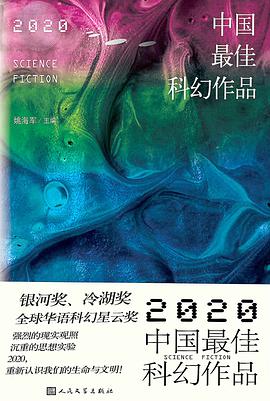 2020
SCIENCE
FICTION
姚海军／主编
中国
最佳
科幻作品
银河奖、冷湖奖
全球华语科幻星云奖
强烈的现实观照
沉重的思想实验
2020,
重新认识我们的生命与文明!
2020
中国最佳
SCIENCE FICTION
科幻作品
人民文学出版社